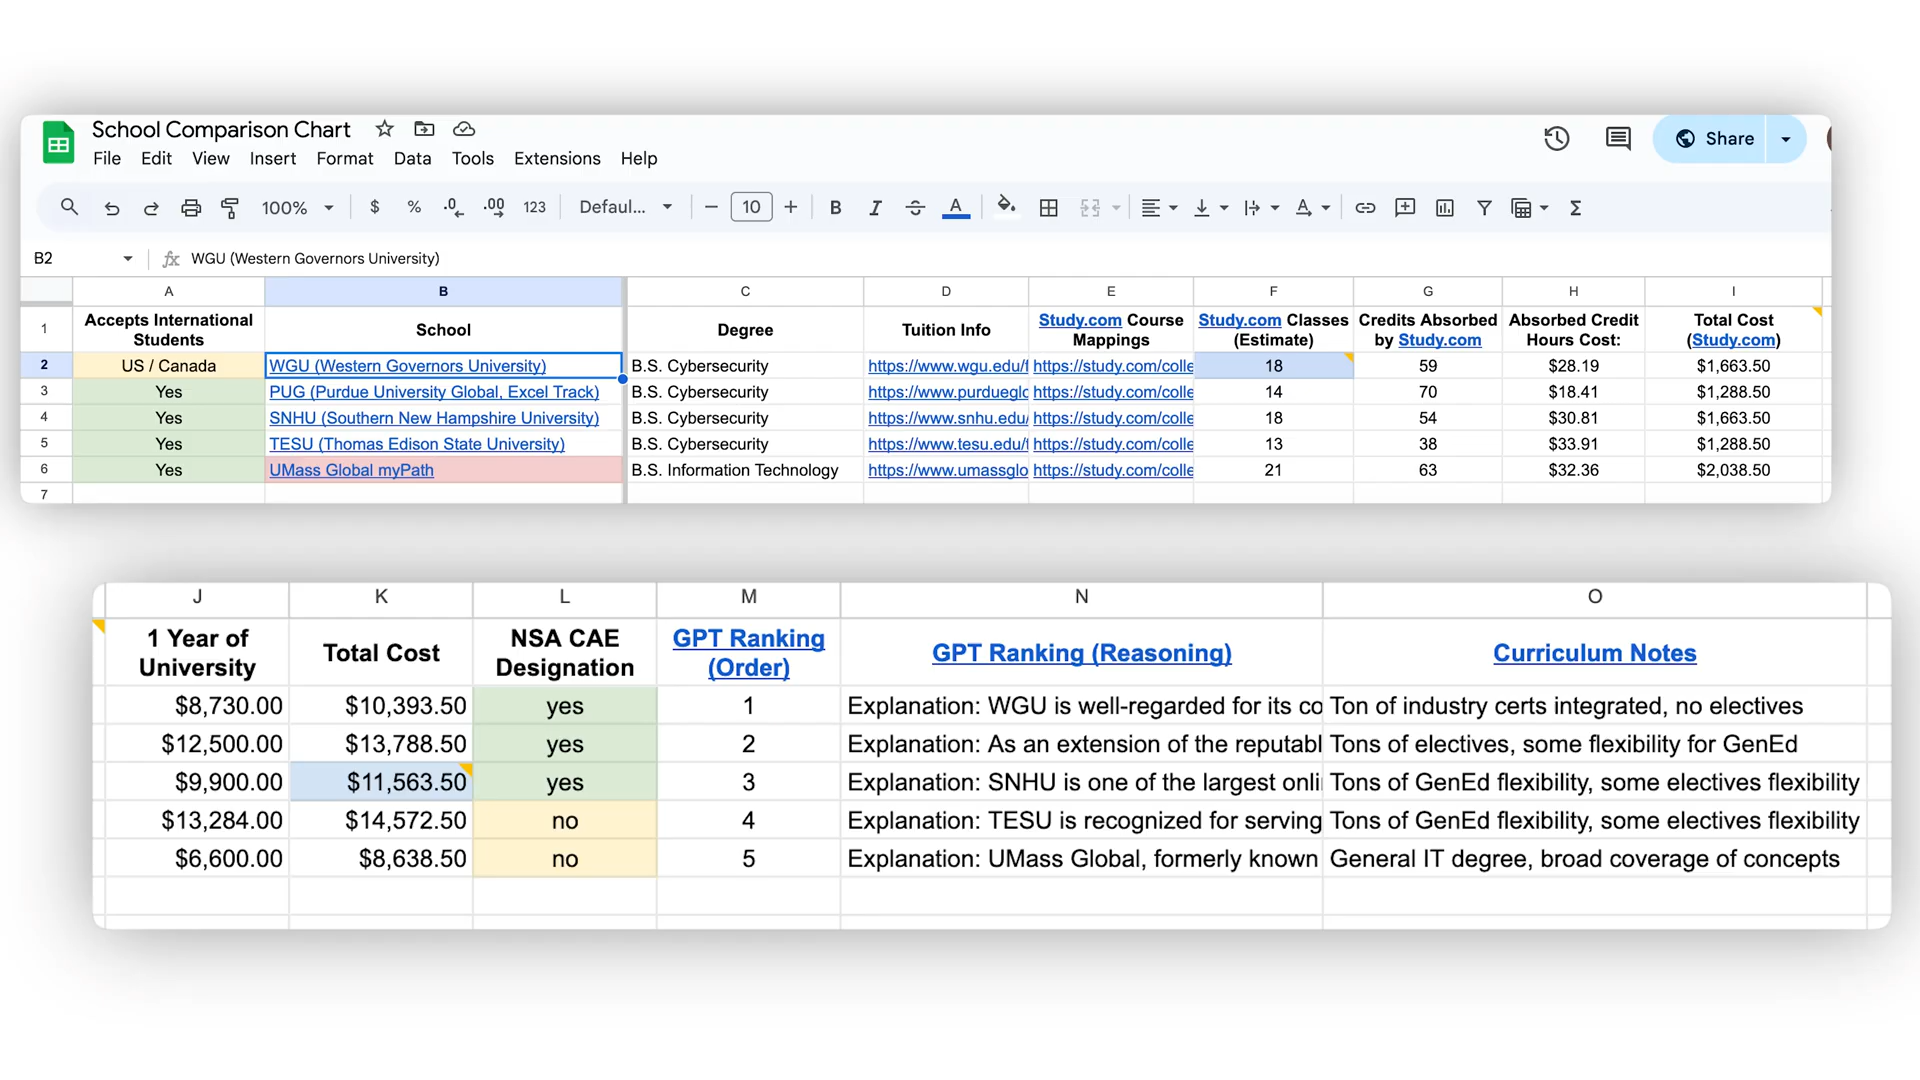 School Comparison Chart
File Edit View Insert Format Data Tools Extensions Help
Share
100% $ % .0 .00 123 Defaul... 10 B I A
B2 fx WGU (Western Governors University)
A B C D E F G H I
1 Accepts International Students School Degree Tuition Info Study.com Course Mappings Study.com Classes (Estimate) Credits Absorbed by Study.com Absorbed Credit Hours Cost: Total Cost (Study.com)
2 US / Canada WGU (Western Governors University) B.S. Cybersecurity https://www.wgu.edu/f https://study.com/colle 18 59 $28.19 $1,663.50
3 Yes PUG (Purdue University Global, Excel Track) B.S. Cybersecurity https://www.purdueglo https://study.com/colle 14 70 $18.41 $1,288.50
4 Yes SNHU (Southern New Hampshire University) B.S. Cybersecurity https://www.snhu.edu/ https://study.com/colle 18 54 $30.81 $1,663.50
5 Yes TESU (Thomas Edison State University) B.S. Cybersecurity https://www.tesu.edu/t https://study.com/colle 13 38 $33.91 $1,288.50
6 Yes UMass Global myPath B.S. Information Technology https://www.umassglo https://study.com/colle 21 63 $32.36 $2,038.50
7
J K L M N O
1 Year of University Total Cost NSA CAE Designation GPT Ranking (Order) GPT Ranking (Reasoning) Curriculum Notes
$8,730.00 $10,393.50 yes 1 Explanation: WGU is well-regarded for its co Ton of industry certs integrated, no electives
$12,500.00 $13,788.50 yes 2 Explanation: As an extension of the reputabl Tons of electives, some flexibility for GenEd
$9,900.00 $11,563.50 yes 3 Explanation: SNHU is one of the largest onli Tons of GenEd flexibility, some electives flexibility
$13,284.00 $14,572.50 no 4 Explanation: TESU is recognized for serving Tons of GenEd flexibility, some electives flexibility
$6,600.00 $8,638.50 no 5 Explanation: UMass Global, formerly known General IT degree, broad coverage of concepts